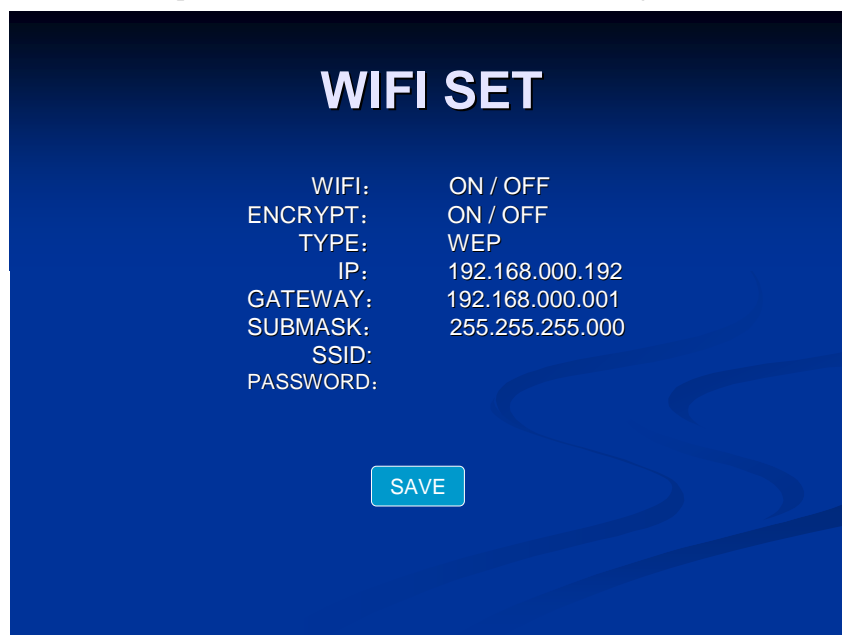 WIFI SET
WIFI： ON / OFF
ENCRYPT： ON / OFF
TYPE： WEP
IP： 192.168.000.192
GATEWAY： 192.168.000.001
SUBMASK： 255.255.255.000
SSID:
PASSWORD：
SAVE